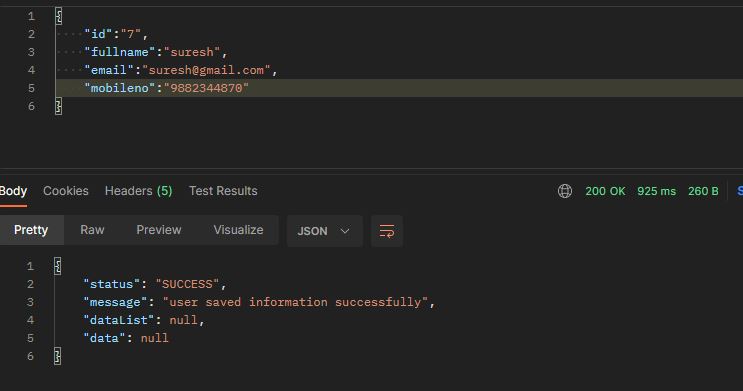 1 {
2 "id":"7",
3 "fullname":"suresh",
4 "email":"suresh@gmail.com",
5 "mobileno":"9882344870"
6 }
Body Cookies Headers (5) Test Results 200 OK 925 ms 260 B S
Pretty Raw Preview Visualize JSON
1 {
2 "status": "SUCCESS",
3 "message": "user saved information successfully",
4 "dataList": null,
5 "data": null
6 }